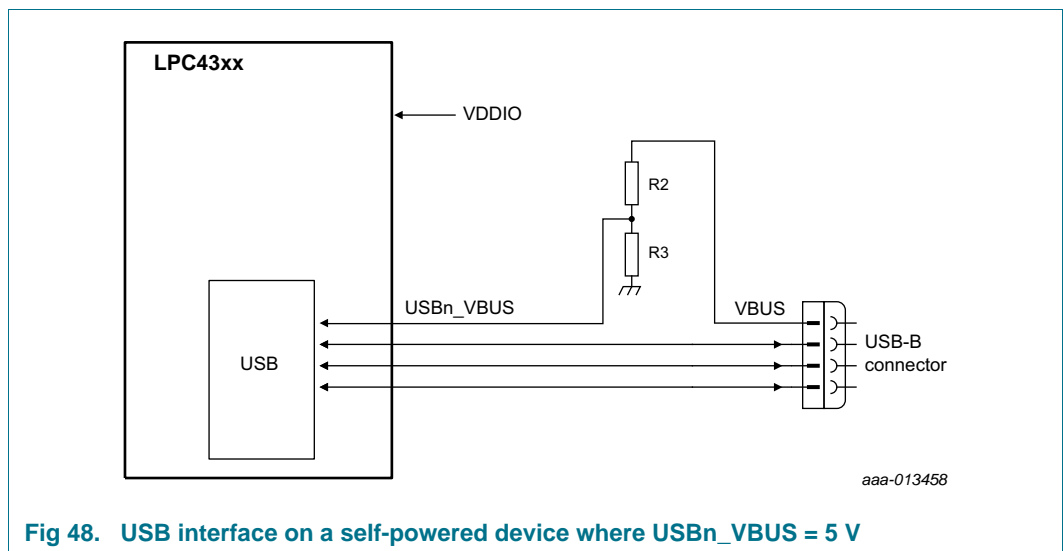 LPC43xx
VDDIO
R2
R3
USBn_VBUS
VBUS
USB
USB-B
connector
aaa-013458
Fig 48. USB interface on a self-powered device where USBn_VBUS = 5 V